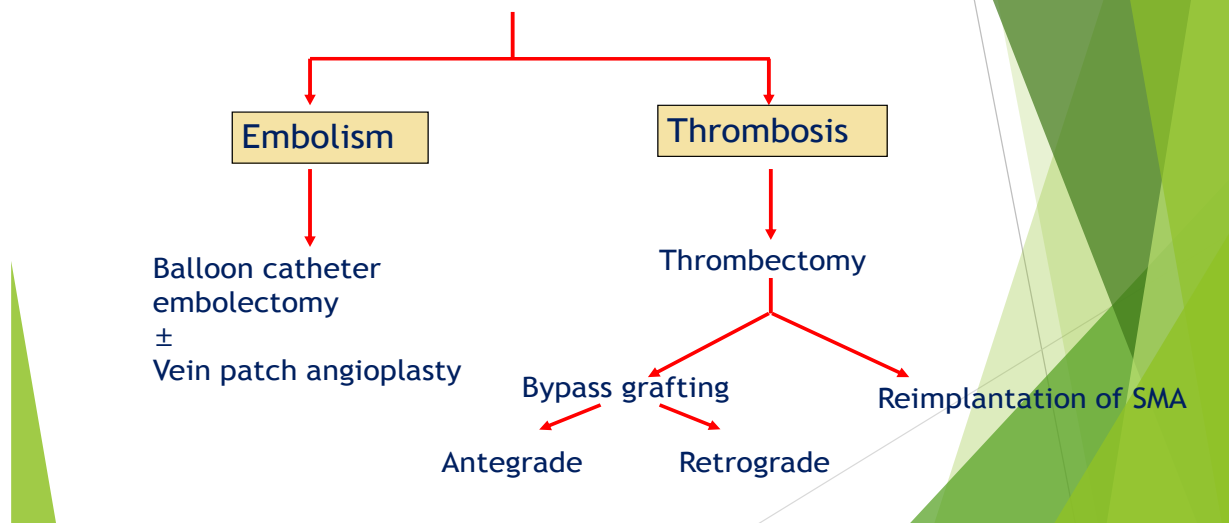 Embolism
Thrombosis
Balloon catheter
embolectomy
±
Vein patch angioplasty
Thrombectomy
Bypass grafting
Reimplantation of SMA
Antegrade
Retrograde